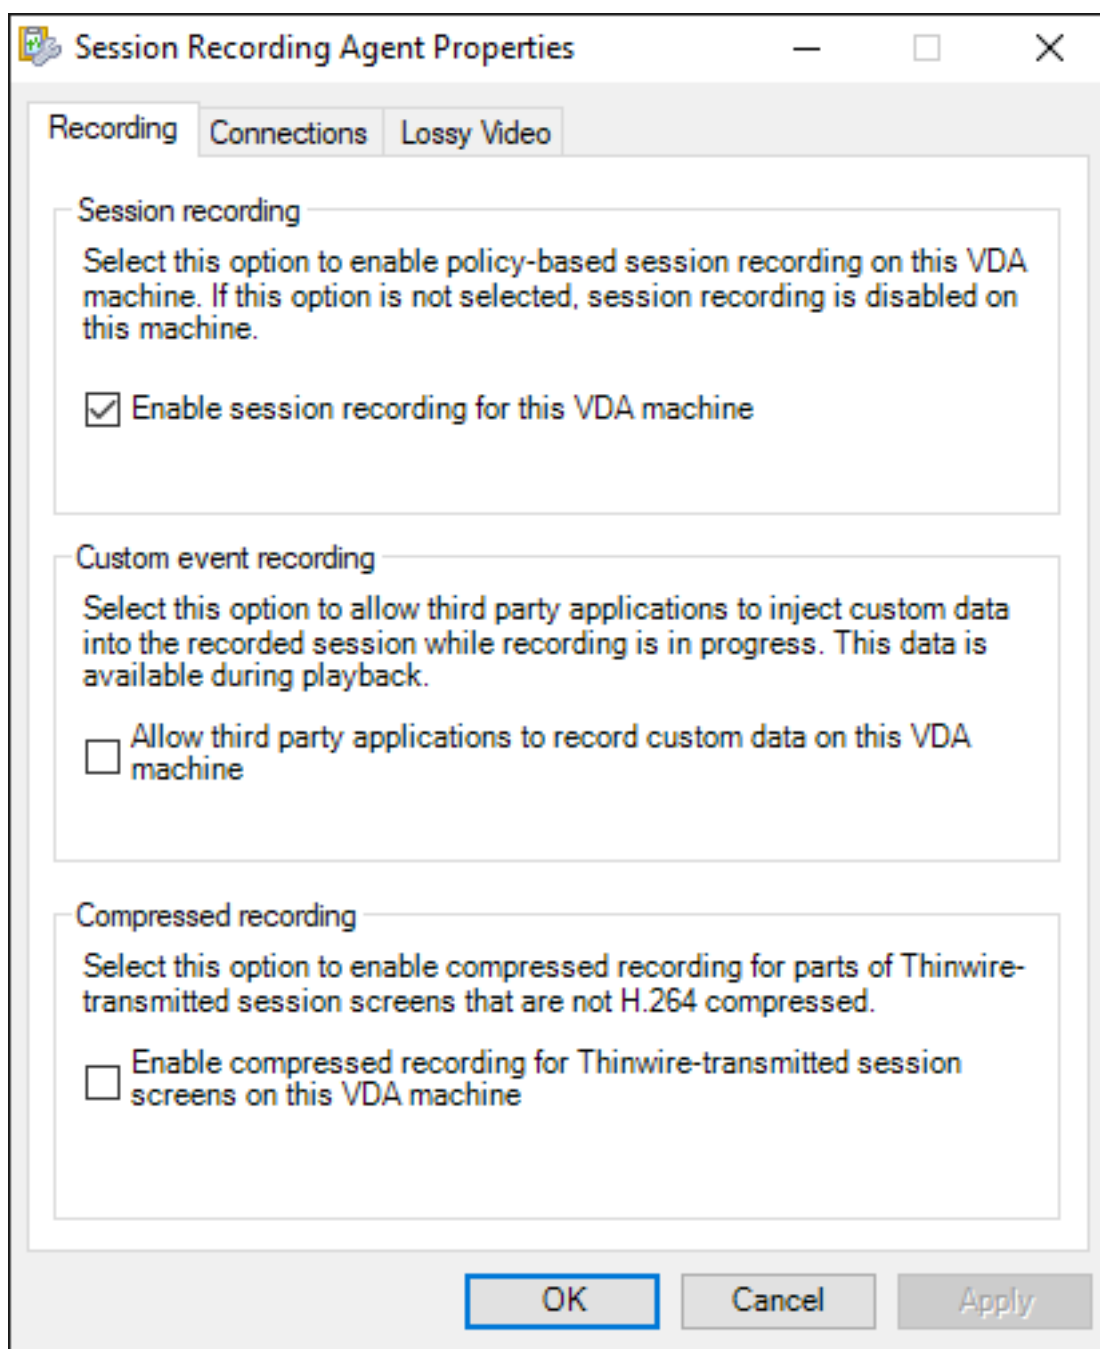 Session Recording Agent Properties
Recording
Connections
Lossy Video
Session recording
Select this option to enable policy-based session recording on this VDA
machine. If this option is not selected, session recording is disabled on
this machine.
Enable session recording for this VDA machine
Custom event recording
Select this option to allow third party applications to inject custom data
into the recorded session while recording is in progress. This data is
available during playback.
Allow third party applications to record custom data on this VDA
machine
Compressed recording
Select this option to enable compressed recording for parts of Thinwire-
transmitted session screens that are not H.264 compressed.
Enable compressed recording for Thinwire-transmitted session
screens on this VDA machine
OK
Cancel
Apply